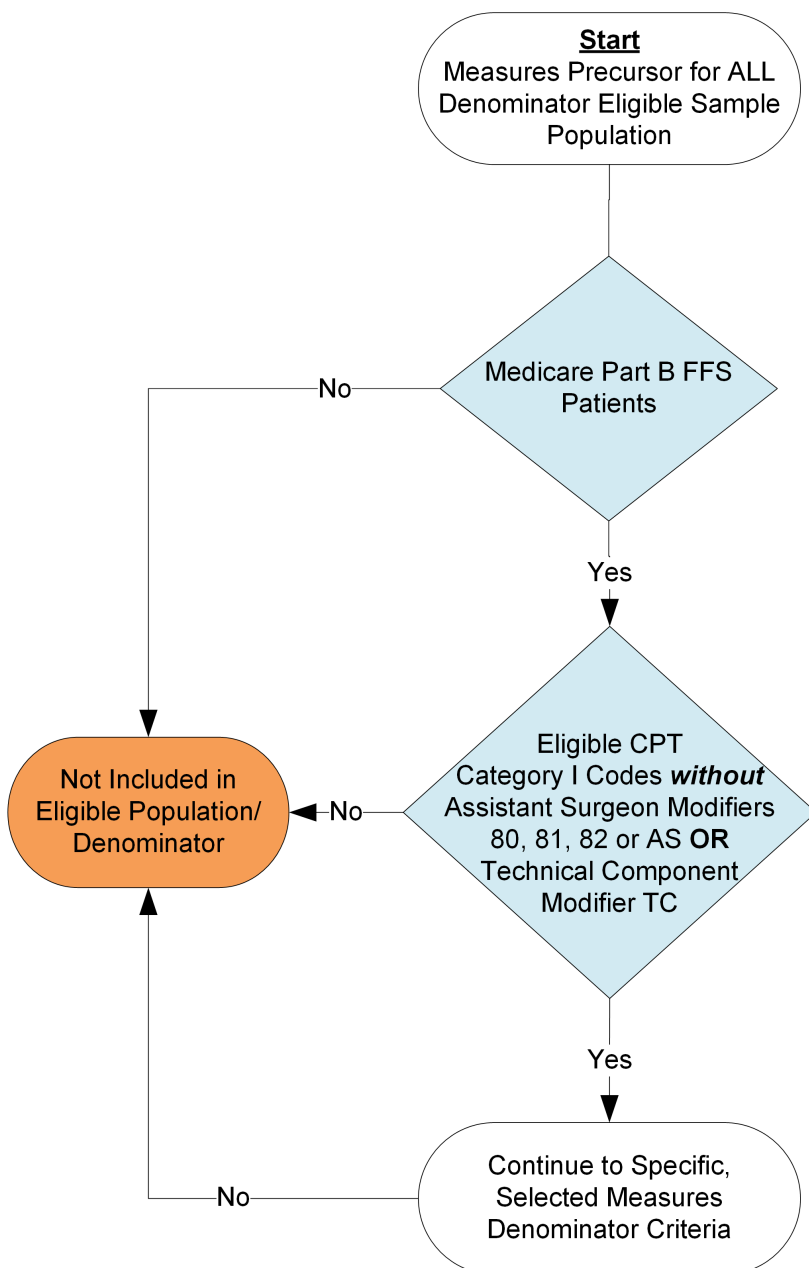 Start
Measures Precursor for ALL
Denominator Eligible Sample
Population
Medicare Part B FFS
Patients
No
Yes
Eligible CPT
Category I Codes without
Assistant Surgeon Modifiers
80, 81, 82 or AS OR
Technical Component
Modifier TC
No
Not Included in
Eligible Population/
Denominator
Yes
Continue to Specific,
Selected Measures
Denominator Criteria
No